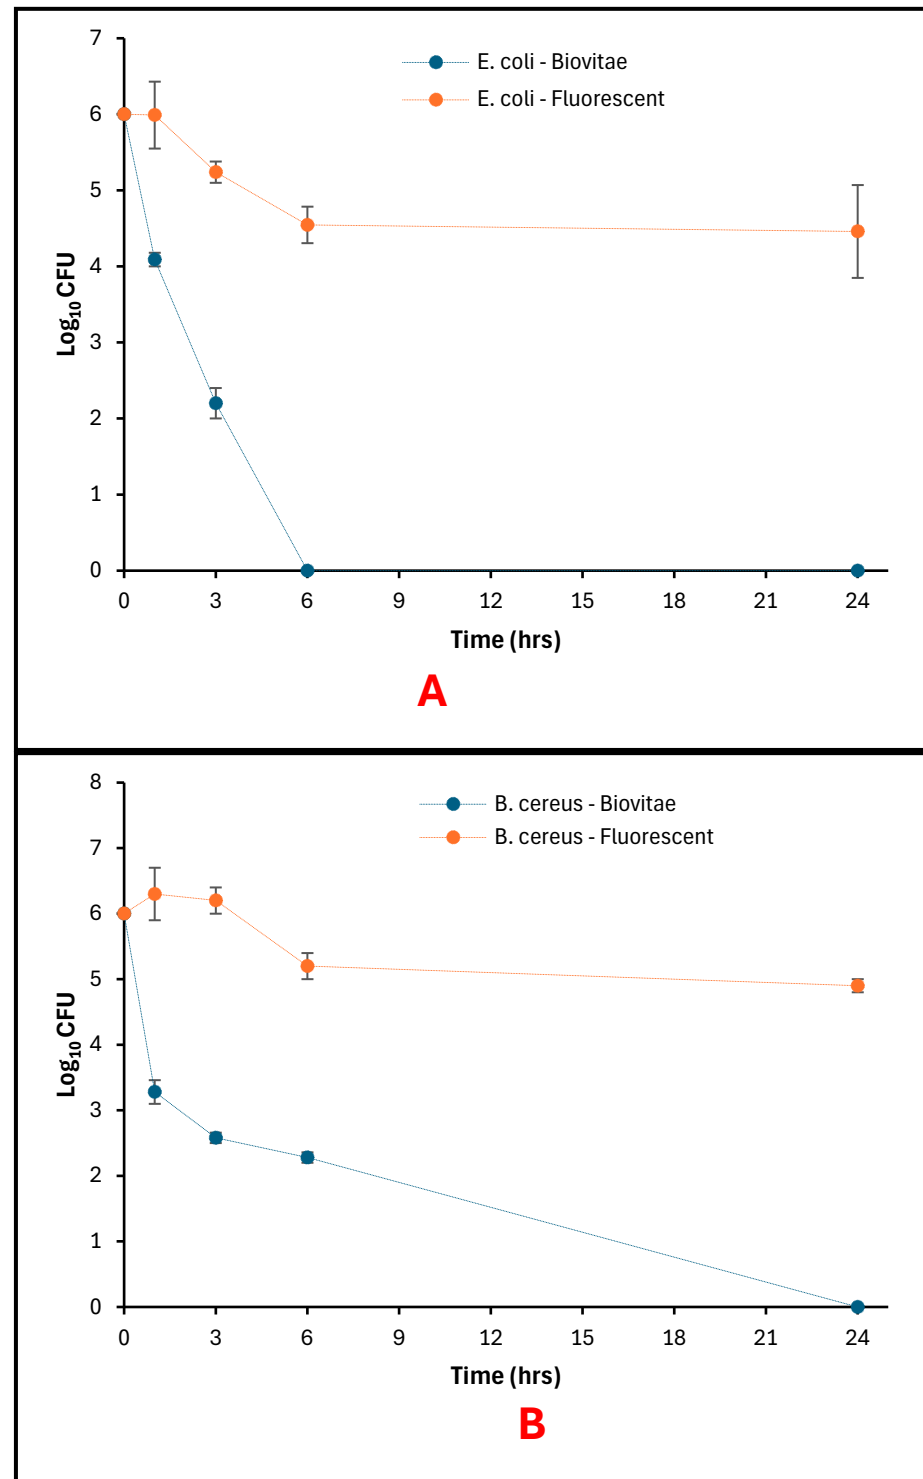 7
E. coli - Biovitae
E. coli - Fluorescent
6
5
4
3
2
1
0
Log₁₀ CFU
0 3 6 9 12 15 18 21 24
Time (hrs)
A
8
B. cereus - Biovitae
B. cereus - Fluorescent
7
6
5
4
3
2
1
0
Log₁₀ CFU
0 3 6 9 12 15 18 21 24
Time (hrs)
B